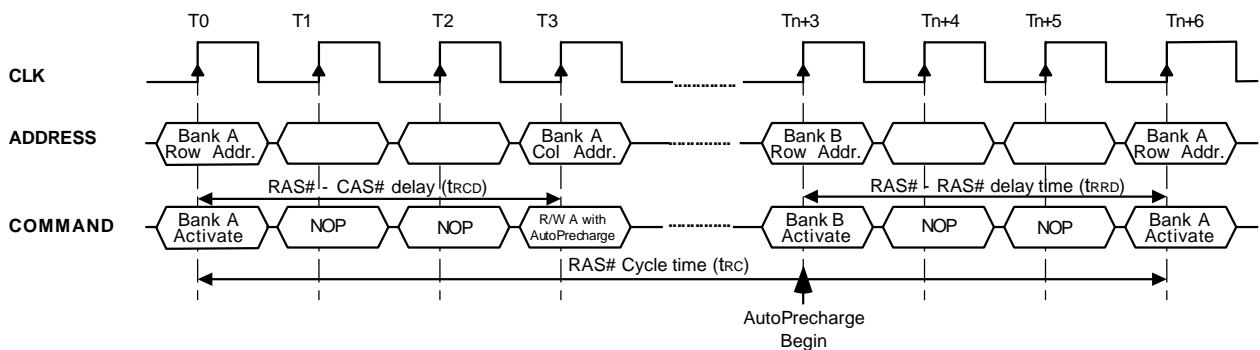 T0 T1 T2 T3 Tn+3 Tn+4 Tn+5 Tn+6
CLK
ADDRESS
Bank A
Row Addr.
Bank A
Col Addr.
Bank B
Row Addr.
Bank A
Row Addr.
RAS# - CAS# delay (tRCD)
RAS# - RAS# delay time (tRRD)
COMMAND
Bank A
Activate
NOP
NOP
R/W A with
AutoPrecharge
Bank B
Activate
NOP
NOP
Bank A
Activate
RAS# Cycle time (tRC)
AutoPrecharge
Begin